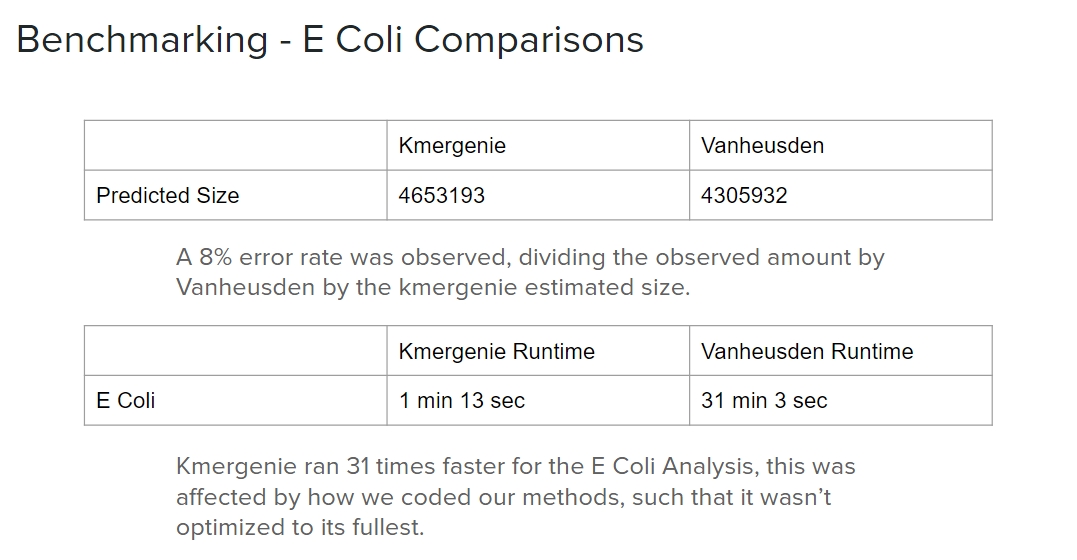 Benchmarking - E Coli Comparisons
Kmergenie Vanheusden
Predicted Size 4653193 4305932
A 8% error rate was observed, dividing the observed amount by
Vanheusden by the kmergenie estimated size.
Kmergenie Runtime Vanheusden Runtime
E Coli 1 min 13 sec 31 min 3 sec
Kmergenie ran 31 times faster for the E Coli Analysis, this was
affected by how we coded our methods, such that it wasn’t
optimized to its fullest.